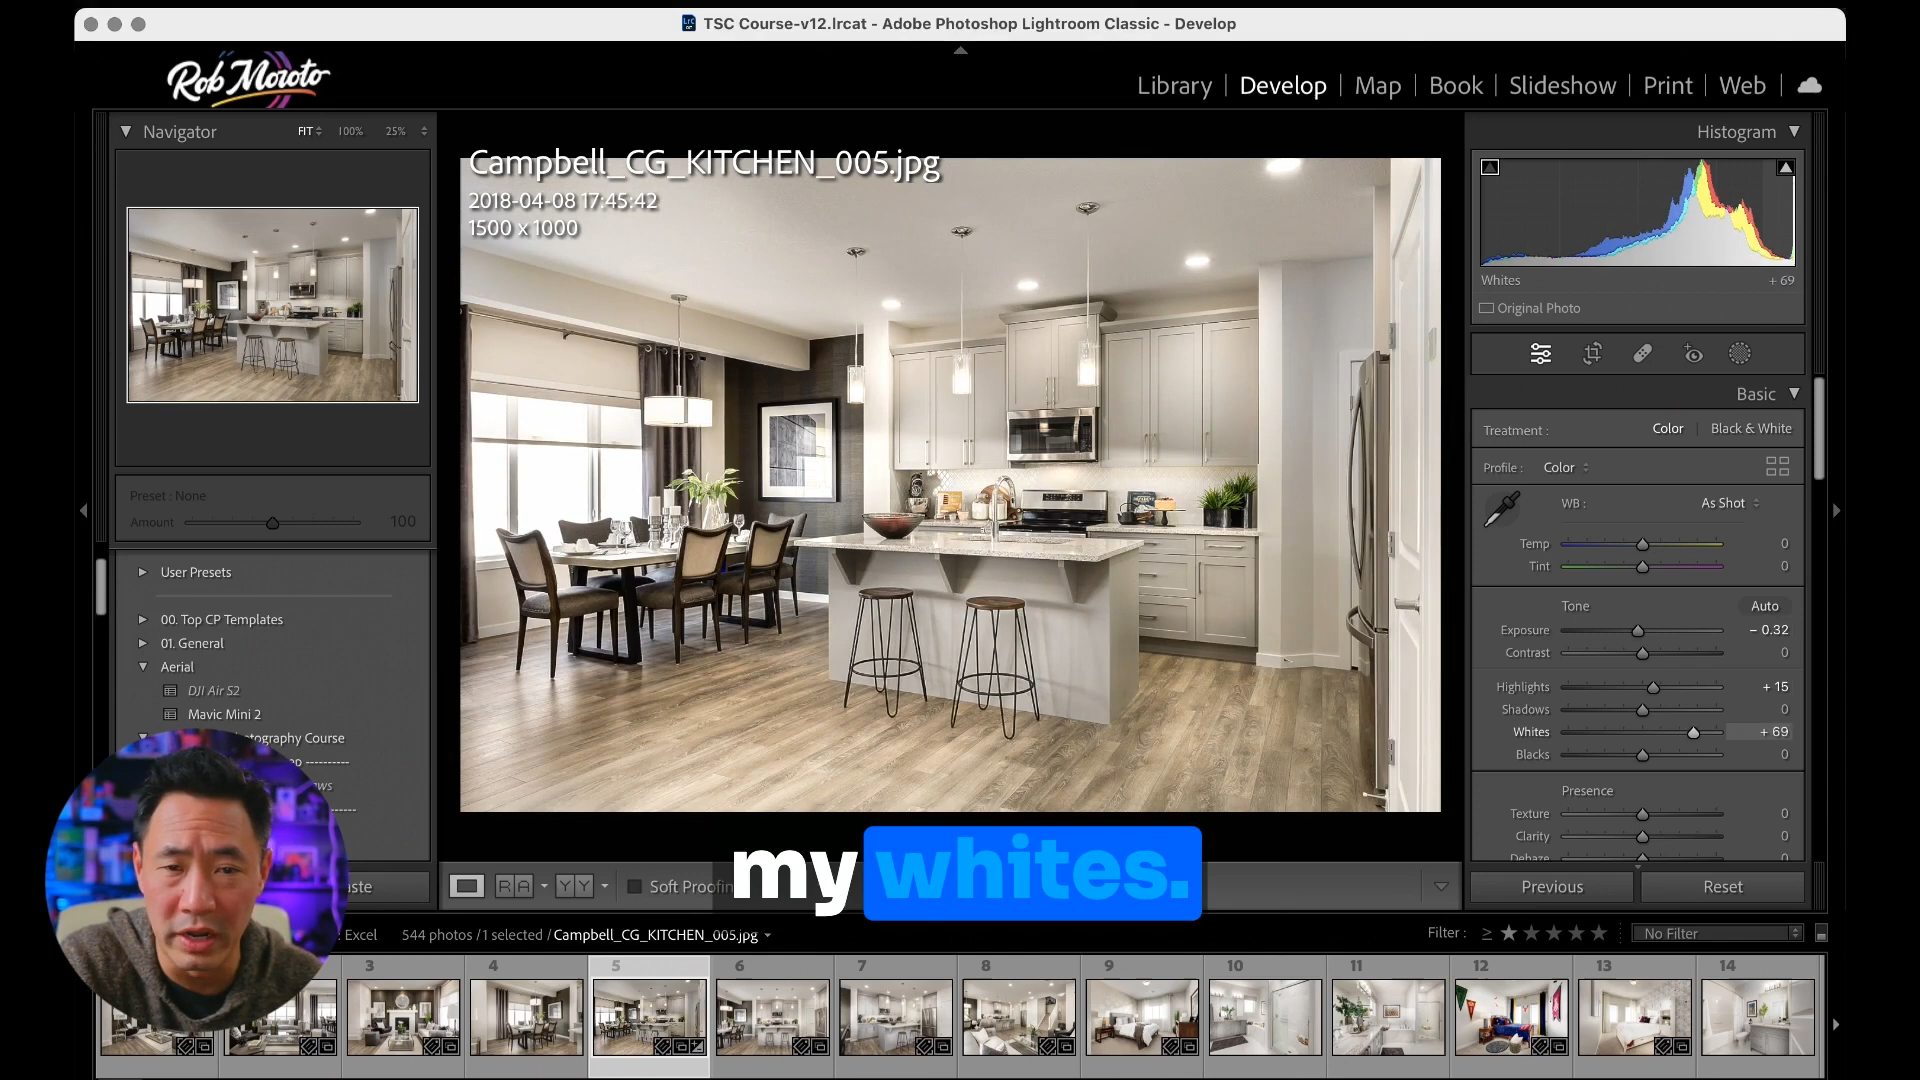 TSC Course-v12.lrcat - Adobe Photoshop Lightroom Classic - Develop
Rob Moroto
Library | Develop | Map | Book | Slideshow | Print | Web
Navigator FIT 100% 25%
Histogram
Campbell_CG_KITCHEN_005.jpg
2018-04-08 17:45:42
1500 x 1000
Whites + 69
Original Photo
Basic
Treatment : Color | Black & White
Profile : Color
WB : As Shot
Temp 0
Tint 0
Tone Auto
Exposure – 0.32
Contrast 0
Highlights + 15
Shadows 0
Whites + 69
Blacks 0
Presence
Texture 0
Clarity 0
Dehaze
Previous Reset
Preset : None
Amount 100
User Presets
00. Top CP Templates
01. General
Aerial
DJI Air S2
Mavic Mini 2
tography Course
my whites.
RA YY Soft Proofin
Excel 544 photos / 1 selected / Campbell_CG_KITCHEN_005.jpg
Filter : ≥ ★★★★★ No Filter
3 4 5 6 7 8 9 10 11 12 13 14